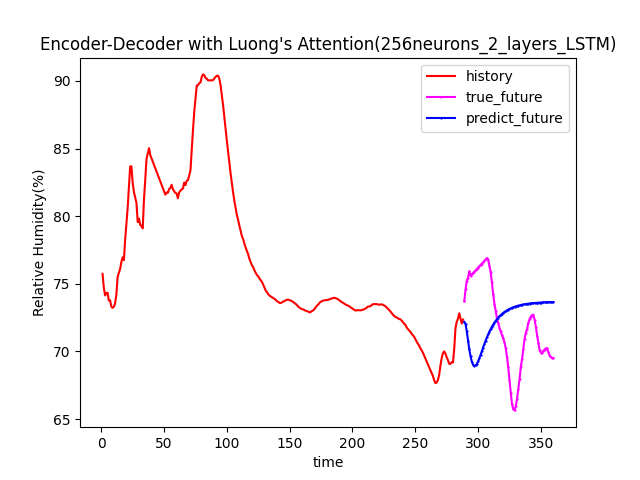 Encoder-Decoder with Luong's Attention(256neurons_2_layers_LSTM)
history
true_future
predict_future
Relative Humidity(%)
90
85
80
75
70
65
0 50 100 150 200 250 300 350
time